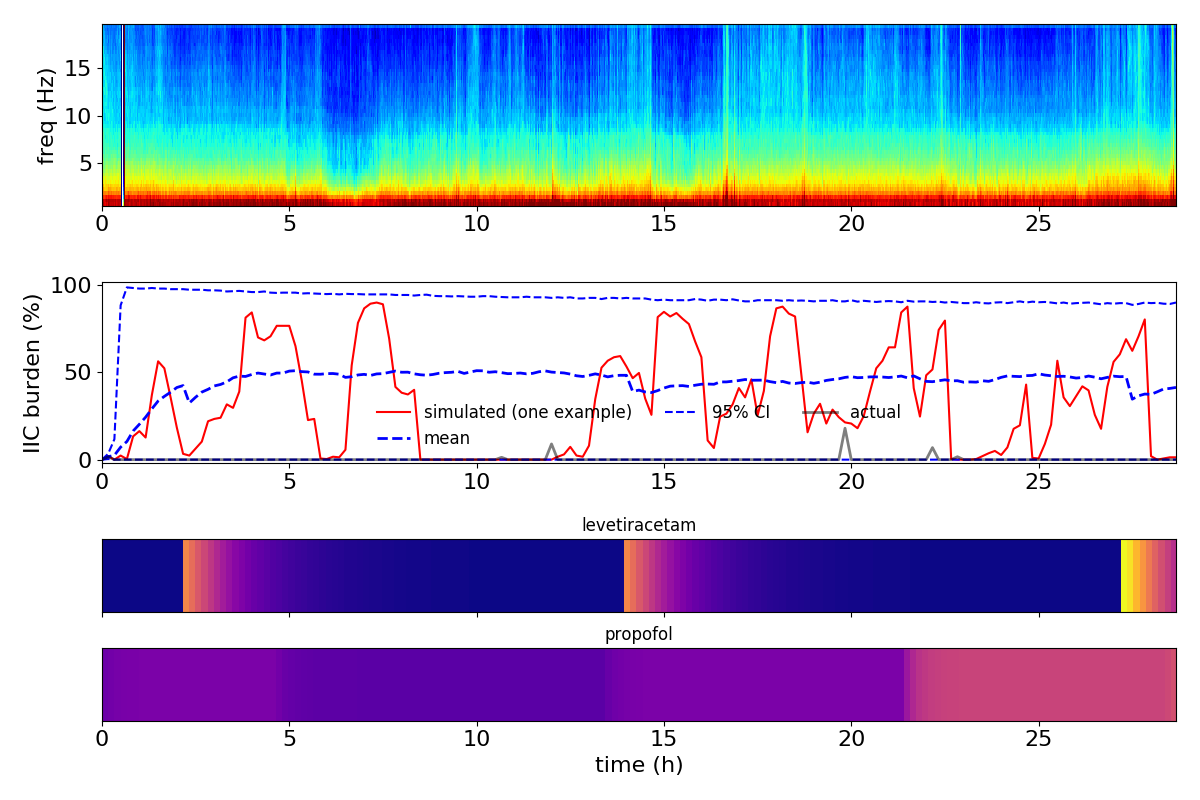 freq (Hz)
15
10
5
0 5 10 15 20 25
IIC burden (%)
100
50
0
simulated (one example) 95% CI actual
mean
0 5 10 15 20 25
levetiracetam
propofol
0 5 10 15 20 25
time (h)